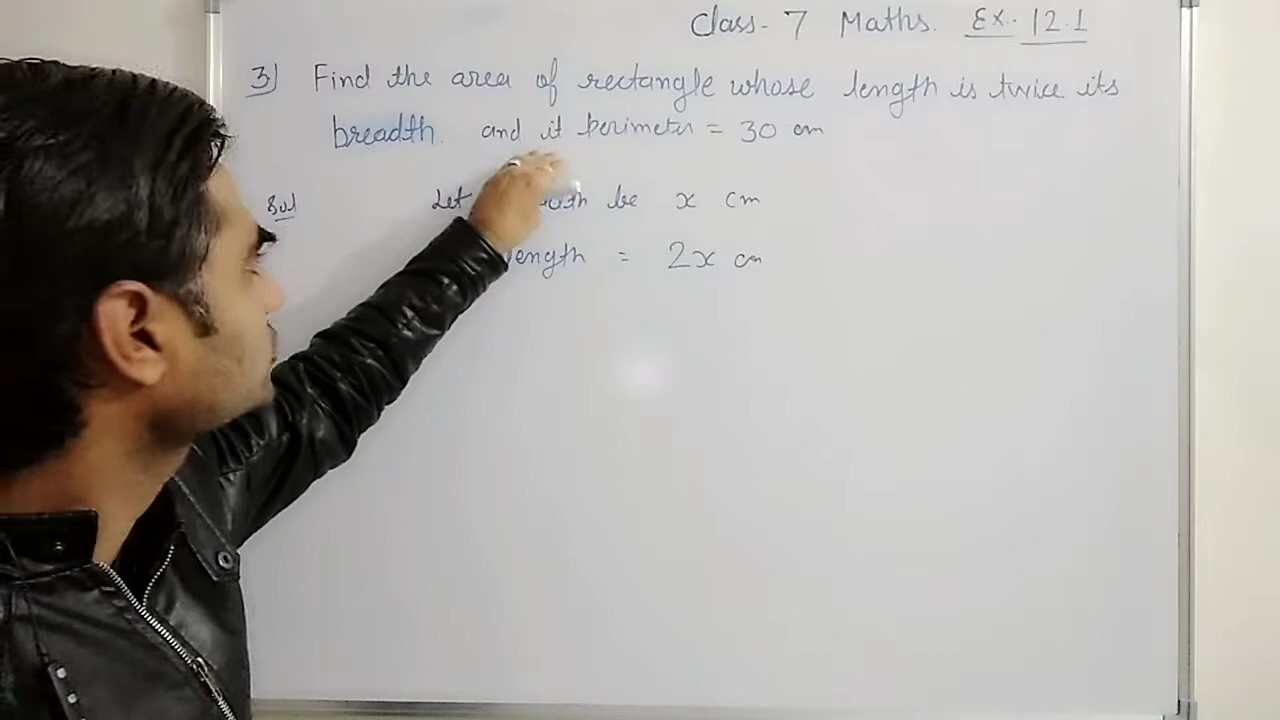 Class- 7 Maths. Ex. 12.1
3) Find the area of rectangle whose length is twice its
breadth. and it perimeter = 30 cm
Sol Let be x cm
length = 2x cm